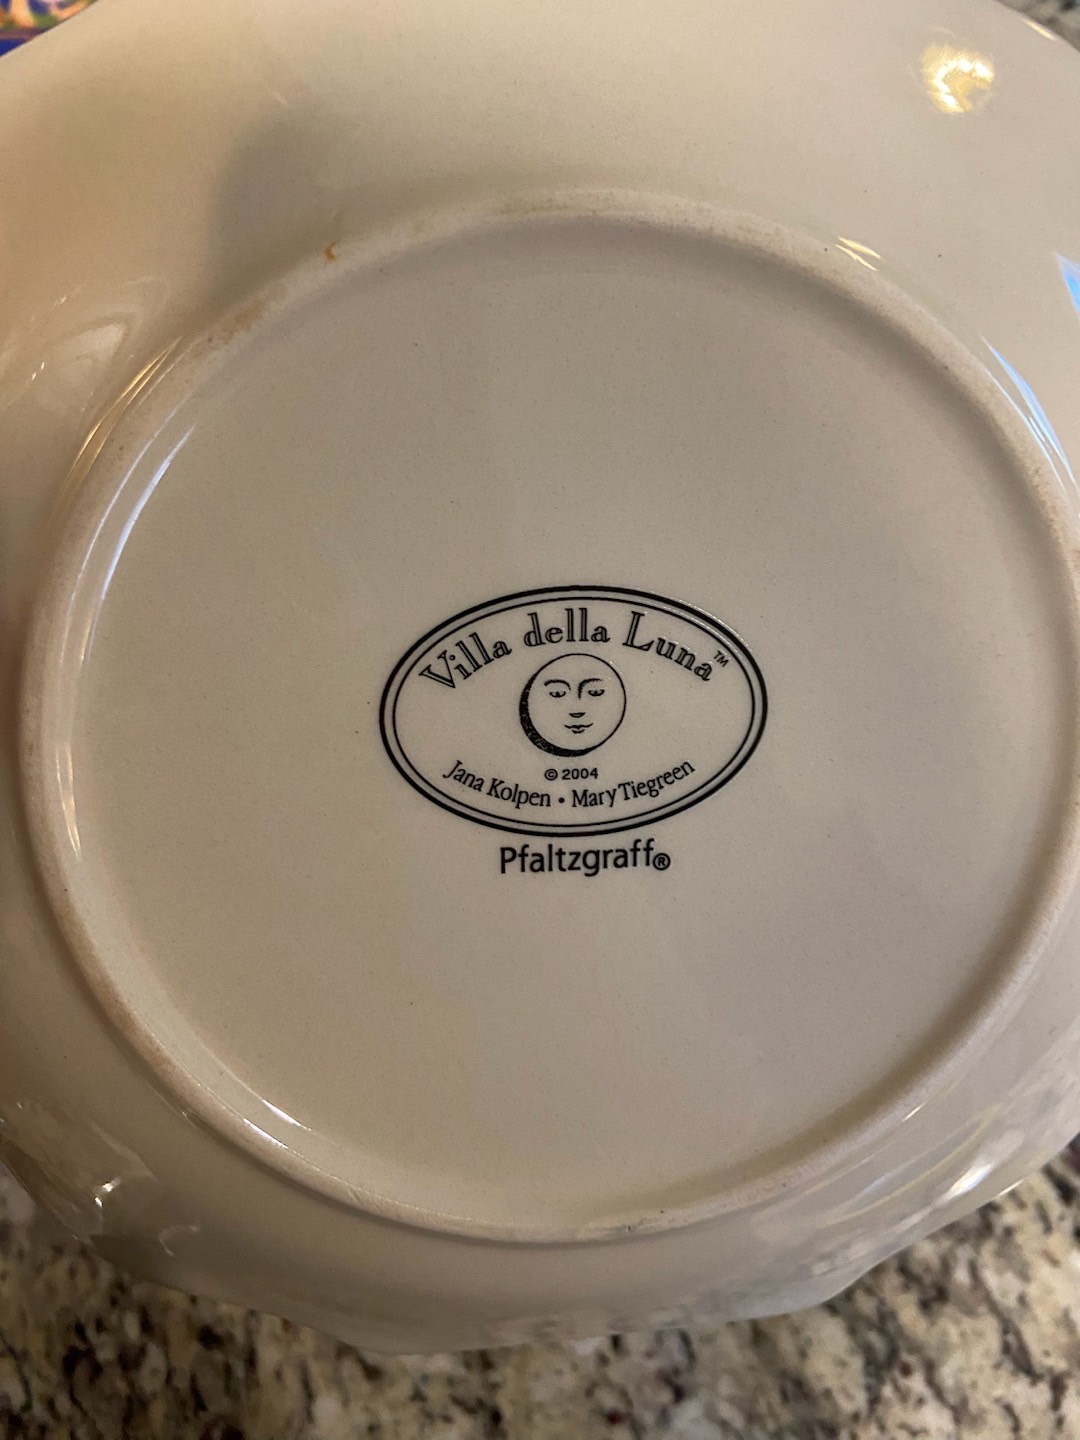 Villa della Luna™
© 2004
Jana Kolpen • Mary Tiegreen
Pfaltzgraff®